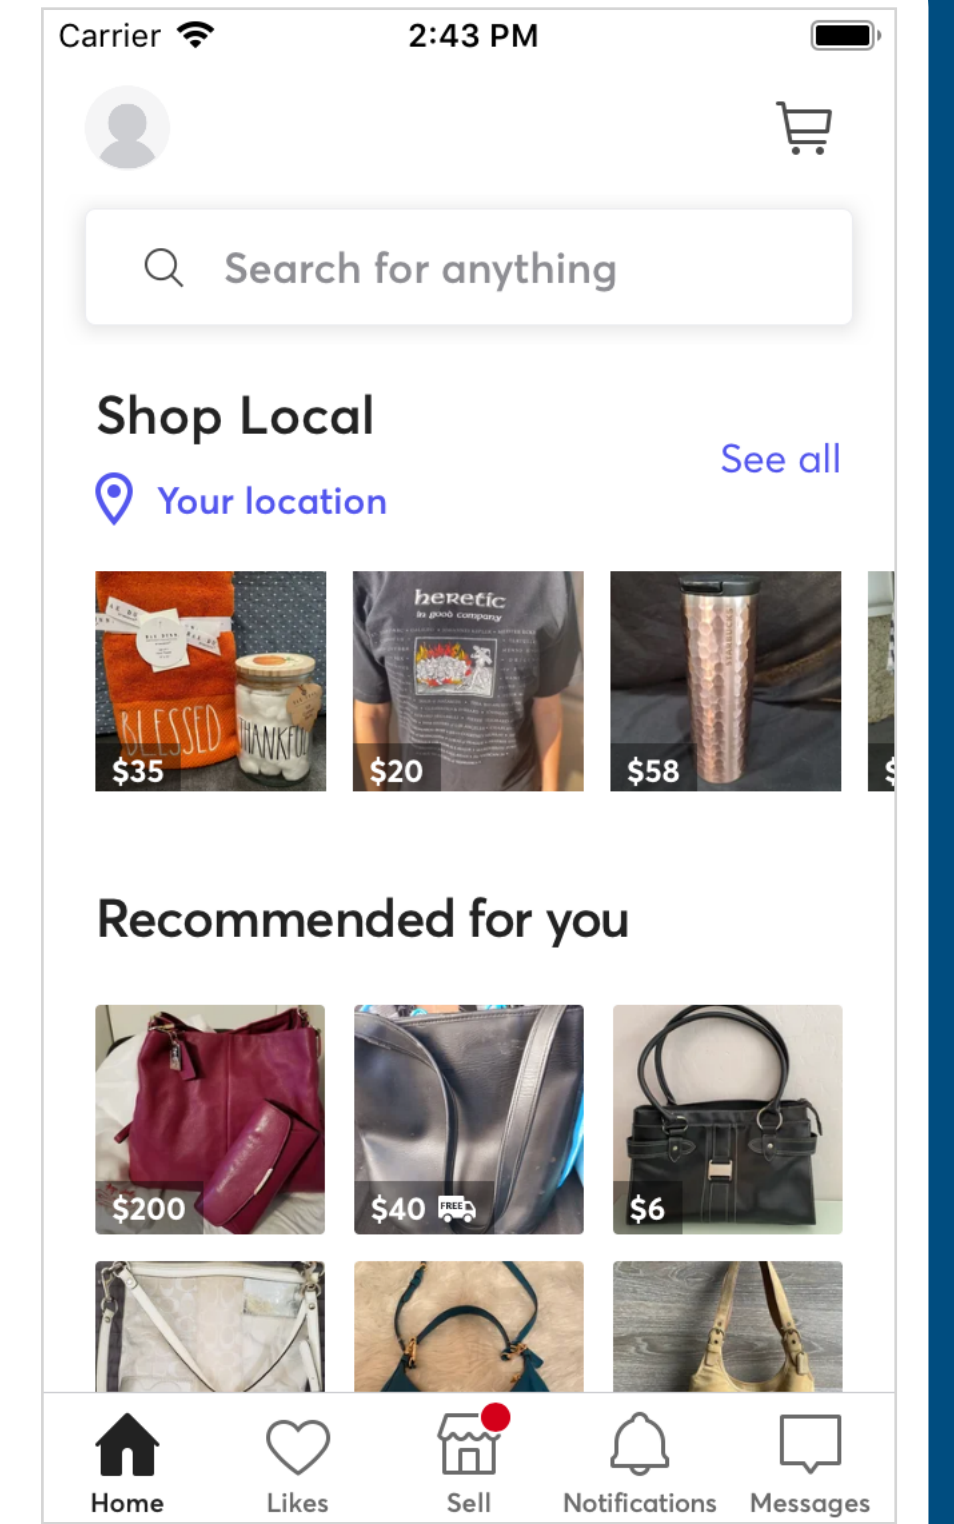 Carrier 2:43 PM
Search for anything
Shop Local
See all
Your location
BLESSED
THANKFUL
$35
heretic
in good company
$20
$58
Recommended for you
$200
$40 FREE
$6
Home Likes Sell Notifications Messages